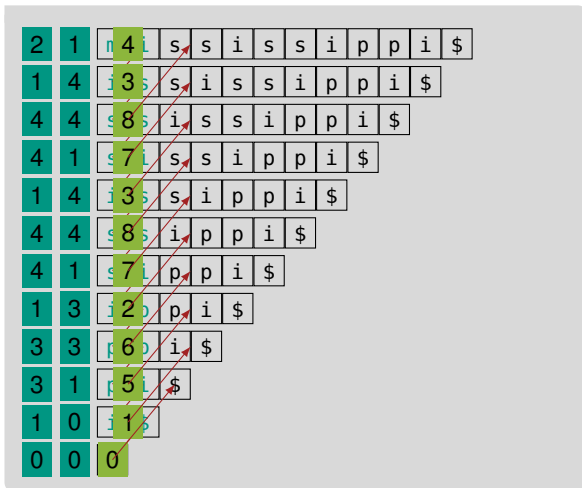 2 1 m 4 i s s i s s i p p i $
1 4 i 3 s s i s s i p p i $
4 4 s 8 s i s s i p p i $
4 1 s 7 i s s i p p i $
1 4 i 3 s s i p p i $
4 4 s 8 s i p p i $
4 1 s 7 i p p i $
1 3 i 2 p p i $
3 3 p 6 p i $
3 1 p 5 i $
1 0 i 1 $
0 0 0